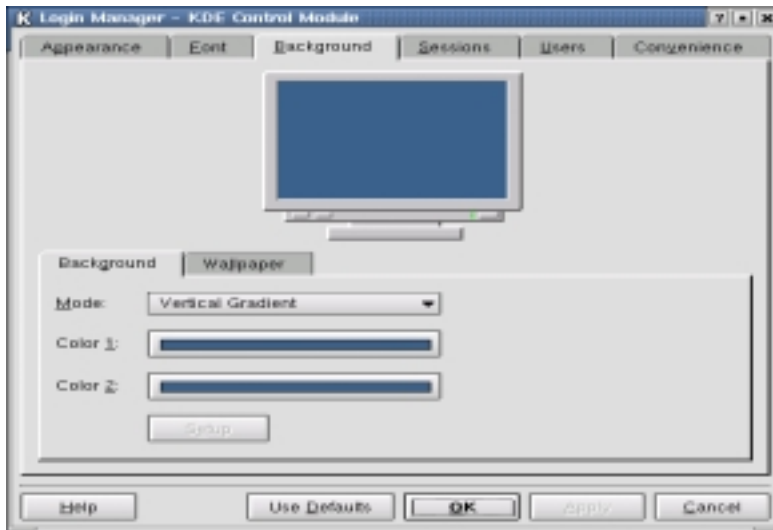 Login Manager - KDE Control Module
Appearance Font Background Sessions Users Convenience
Background Wallpaper
Mode: Vertical Gradient
Color 1:
Color 2:
Setup
Help Use Defaults OK Apply Cancel